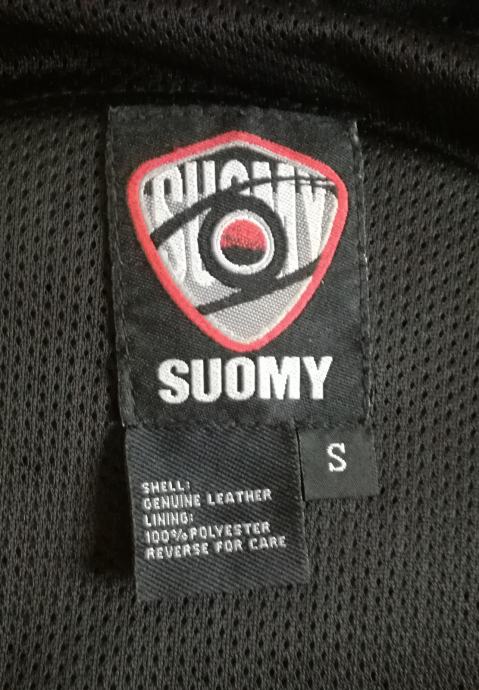 SUOMY
SUOMY
S
SHELL:
GENUINE LEATHER
LINING:
100%POLYESTER
REVERSE FOR CARE